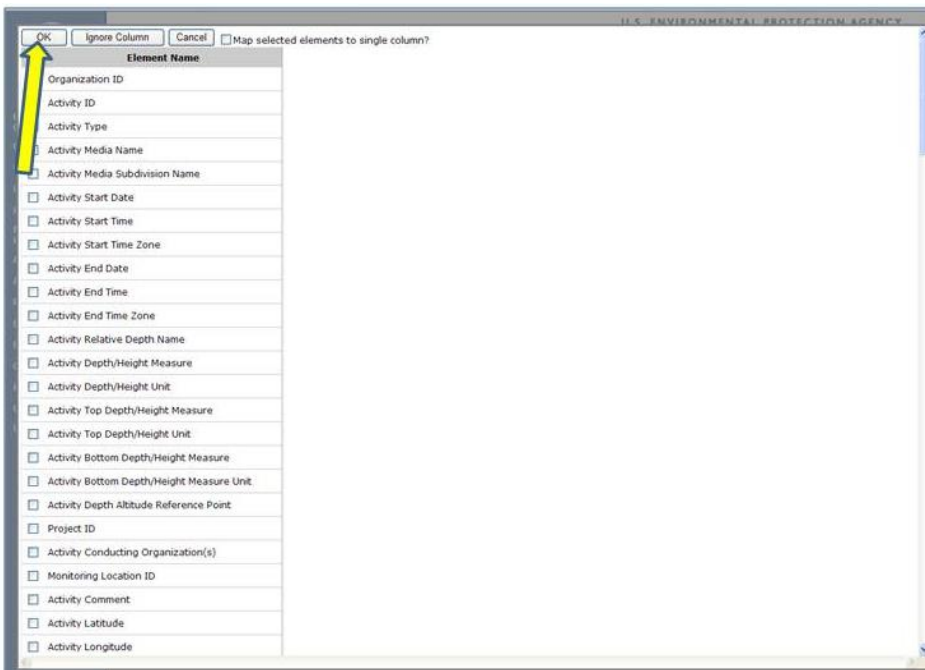 U.S. ENVIRONMENTAL PROTECTION AGENCY
OK Ignore Column Cancel Map selected elements to single column?
Element Name
Organization ID
Activity ID
Activity Type
Activity Media Name
Activity Media Subdivision Name
Activity Start Date
Activity Start Time
Activity Start Time Zone
Activity End Date
Activity End Time
Activity End Time Zone
Activity Relative Depth Name
Activity Depth/Height Measure
Activity Depth/Height Unit
Activity Top Depth/Height Measure
Activity Top Depth/Height Unit
Activity Bottom Depth/Height Measure
Activity Bottom Depth/Height Measure Unit
Activity Depth Altitude Reference Point
Project ID
Activity Conducting Organization(s)
Monitoring Location ID
Activity Comment
Activity Latitude
Activity Longitude